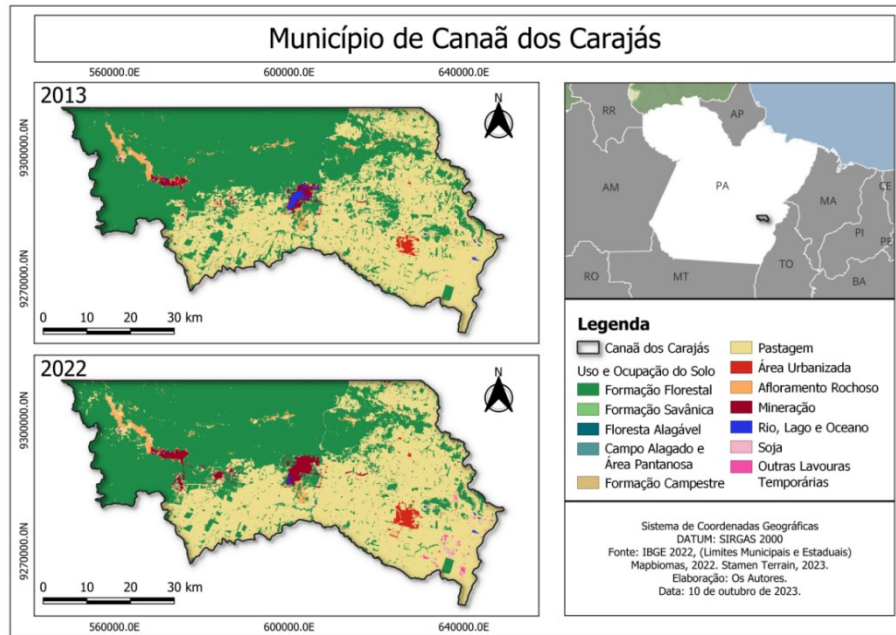 Município de Canaã dos Carajás
560000.0E 600000.0E 640000.0E
2013
N
9300000.0N
9270000.0N
0 10 20 30 km
2022
N
9300000.0N
9270000.0N
0 10 20 30 km
560000.0E 600000.0E 640000.0E
RR
AP
AM
PA
MA
CE
PI
PE
RO
MT
TO
BA
Legenda
Canaã dos Carajás
Uso e Ocupação do Solo
Formação Florestal
Formação Savânica
Floresta Alagável
Campo Alagado e
Área Pantanosa
Formação Campestre
Pastagem
Área Urbanizada
Afloramento Rochoso
Mineração
Rio, Lago e Oceano
Soja
Outras Lavouras
Temporárias
Sistema de Coordenadas Geográficas
DATUM: SIRGAS 2000
Fonte: IBGE 2022, (Limites Municipais e Estaduais)
Mapbiomas, 2022. Stamen Terrain, 2023.
Elaboração: Os Autores.
Data: 10 de outubro de 2023.